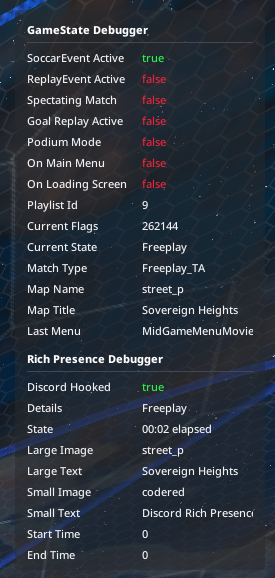 GameState Debugger
SoccarEvent Active true
ReplayEvent Active false
Spectating Match false
Goal Replay Active false
Podium Mode false
On Main Menu false
On Loading Screen false
Playlist Id 9
Current Flags 262144
Current State Freeplay
Match Type Freeplay_TA
Map Name street_p
Map Title Sovereign Heights
Last Menu MidGameMenuMovie
Rich Presence Debugger
Discord Hooked true
Details Freeplay
State 00:02 elapsed
Large Image street_p
Large Text Sovereign Heights
Small Image codered
Small Text Discord Rich Presenc
Start Time 0
End Time 0